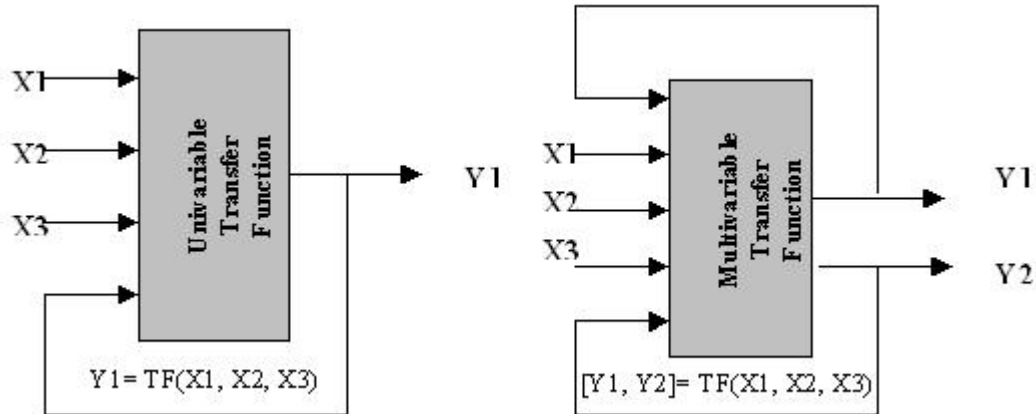 X1
X2
X3
Univariable
Transfer
Function
Y1
Y1= TF(X1, X2, X3)
X1
X2
X3
Multivariable
Transfer
Function
Y1
Y2
[Y1, Y2]= TF(X1, X2, X3)